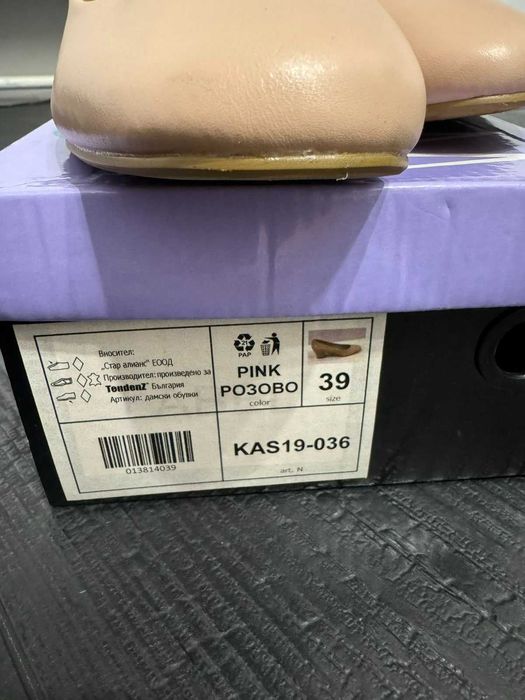 Вносител:
„Стар алианс" ЕООД
Производител: произведено за
TendenZ България
Артикул: дамски обувки
21
PAP
PINK
РОЗОВО
color
39
size
013814039
KAS19-036
art. N